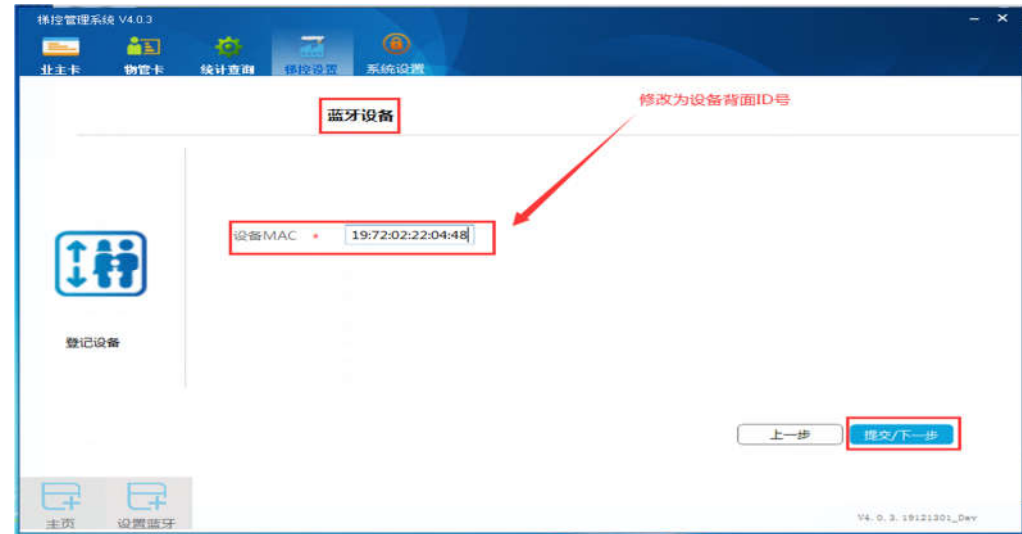 梯控管理系统 V4.0.3
业主卡 物管卡 统计查询 梯控设置 系统设置
修改为设备背面ID号
蓝牙设备
设备MAC * 19:72:02:22:04:48
登记设备
上一步 提交/下一步
主页 设置蓝牙
V4.0.3.19121301_Dev